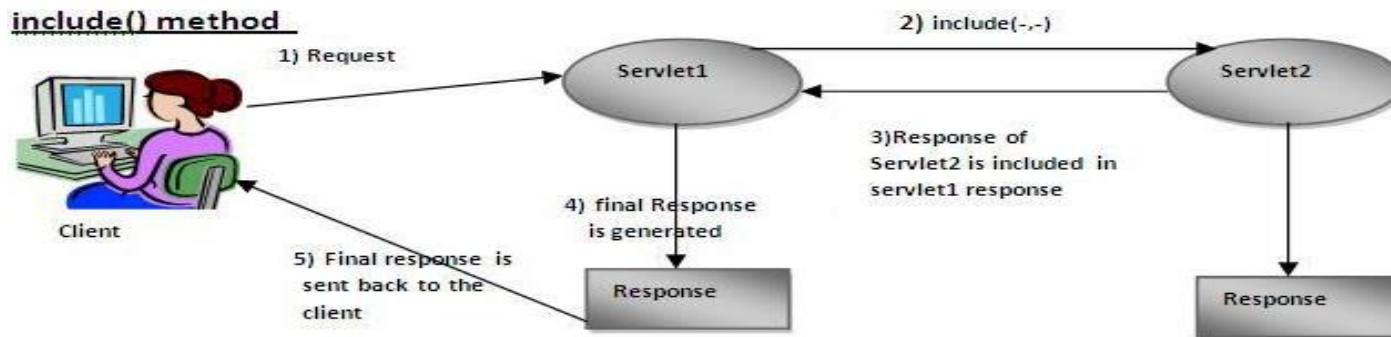 include() method
1) Request
Servlet1
2) include(-,-)
Servlet2
3)Response of
Servlet2 is included in
servlet1 response
Client
4) final Response
is generated
5) Final response is
sent back to the
client
Response
Response